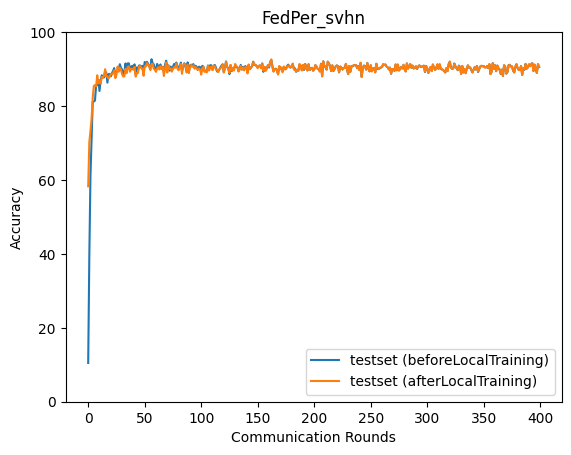 FedPer_svhn
100
80
60
40
20
0
Accuracy
0 50 100 150 200 250 300 350 400
Communication Rounds
testset (beforeLocalTraining)
testset (afterLocalTraining)